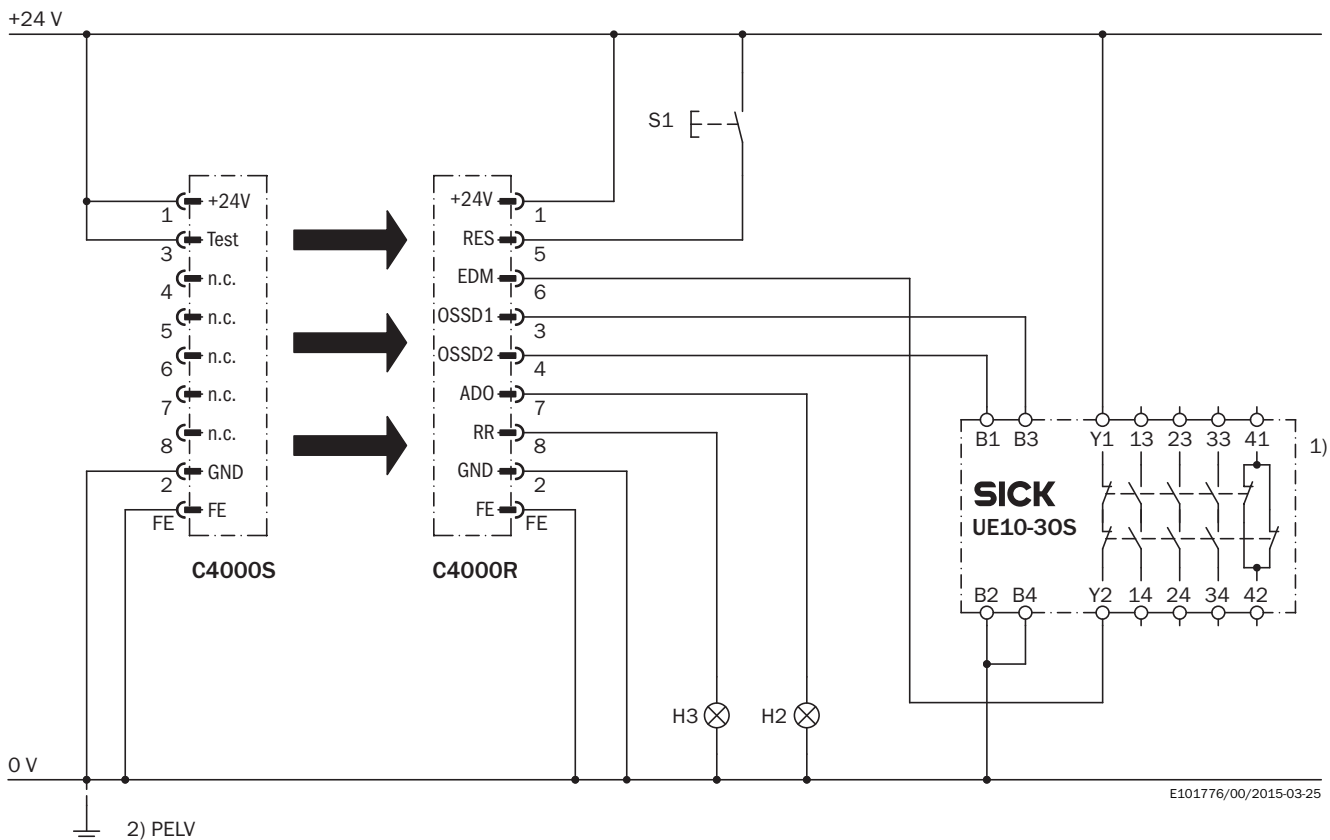 +24 V
S1
+24V
1
Test
3
n.c.
4
n.c.
5
n.c.
6
n.c.
7
n.c.
8
GND
2
FE
FE
C4000S
+24V
1
RES
5
EDM
6
OSSD1
3
OSSD2
4
ADO
7
RR
8
GND
2
FE
FE
C4000R
B1 B3 Y1 13 23 33 41
1)
SICK
UE10-30S
B2 B4 Y2 14 24 34 42
H3
H2
0 V
E101776/00/2015-03-25
2) PELV